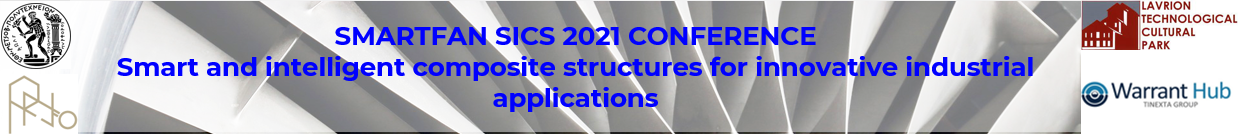 SMARTFAN SICS 2021 CONFERENCE
Smart and intelligent composite structures for innovative industrial
applications
LAVRION
TECHNOLOGICAL
CULTURAL
PARK
Warrant Hub
TINEXTA GROUP